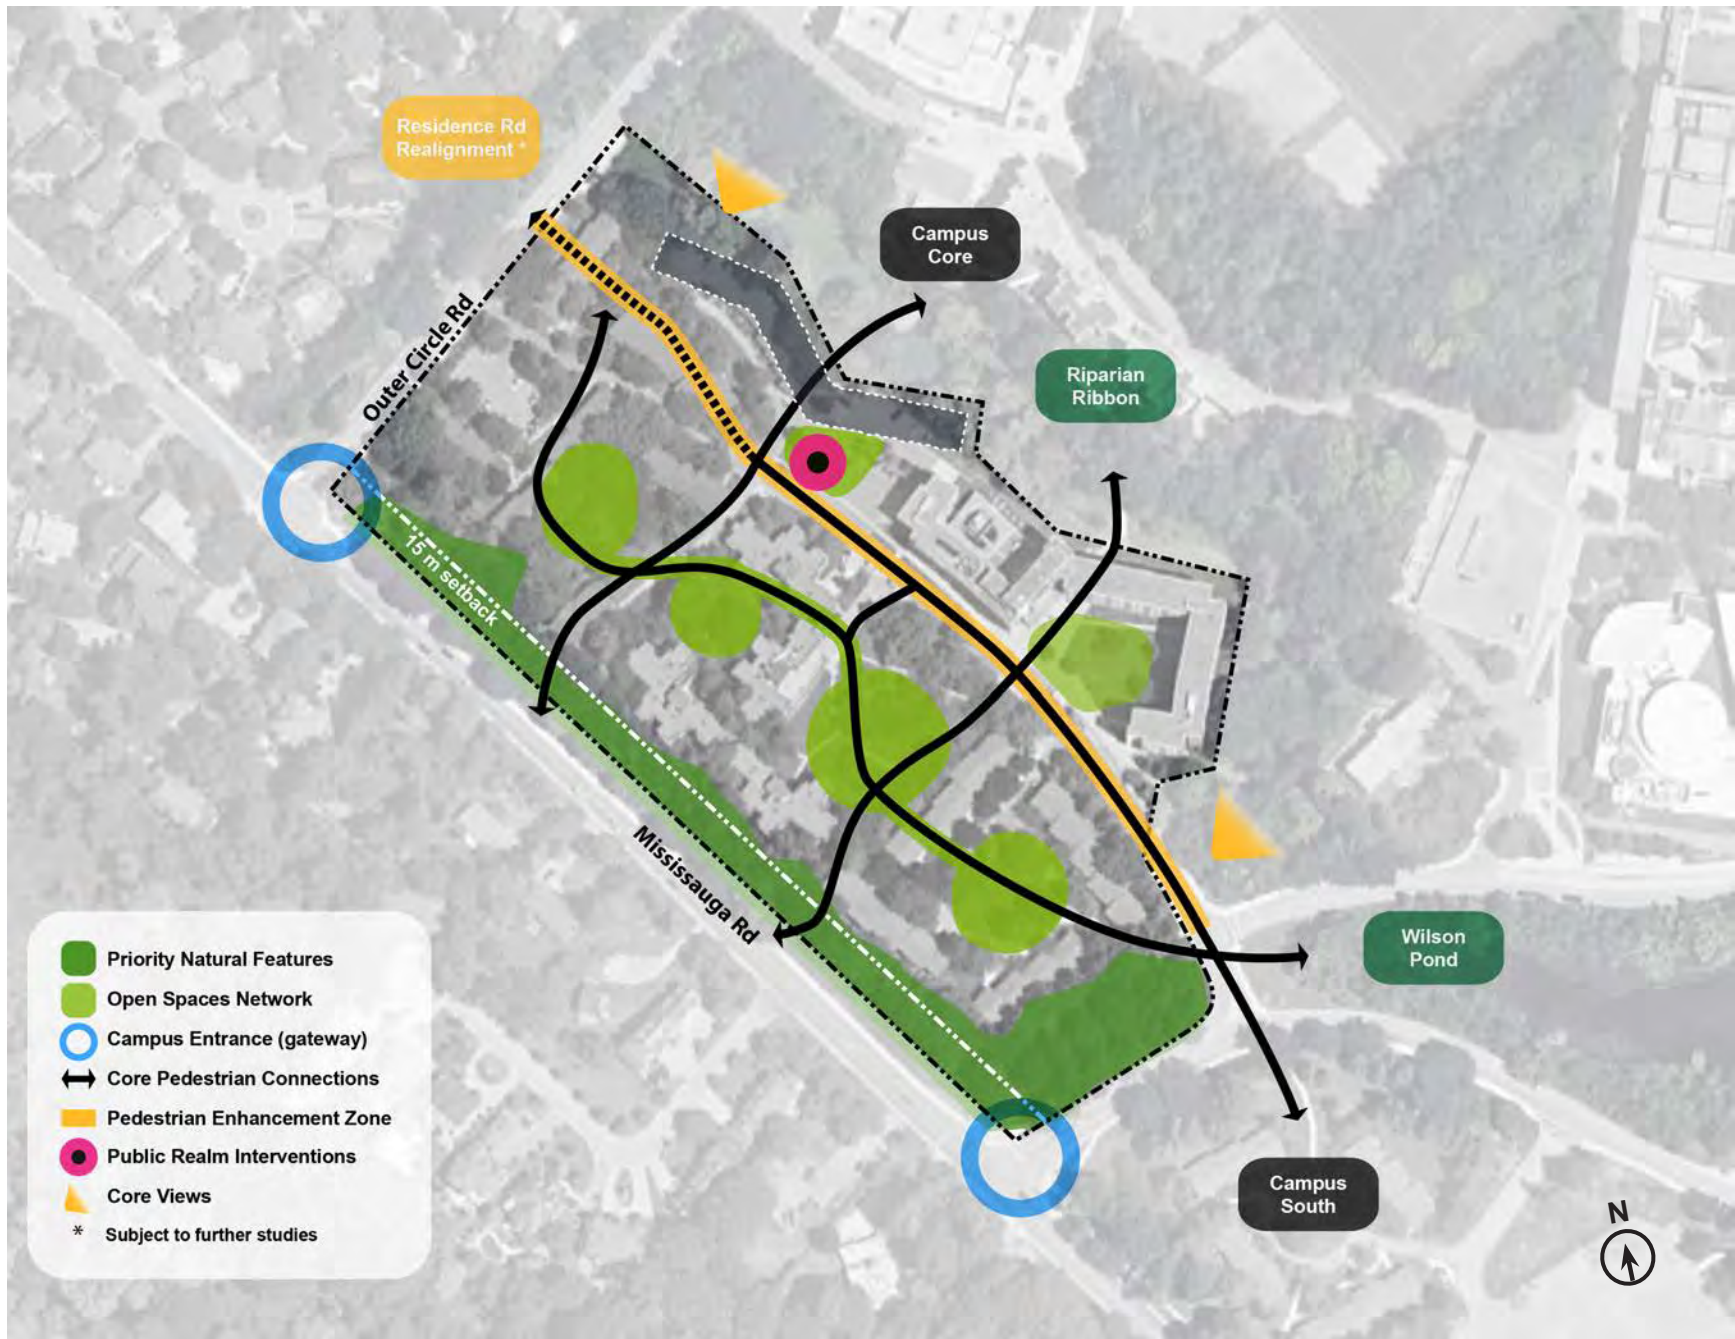 Residence Rd
Realignment *
Campus
Core
Outer Circle Rd
Riparian
Ribbon
15 m setback
Mississauga Rd
Wilson
Pond
Priority Natural Features
Open Spaces Network
Campus Entrance (gateway)
Core Pedestrian Connections
Pedestrian Enhancement Zone
Public Realm Interventions
Core Views
* Subject to further studies
Campus
South
N